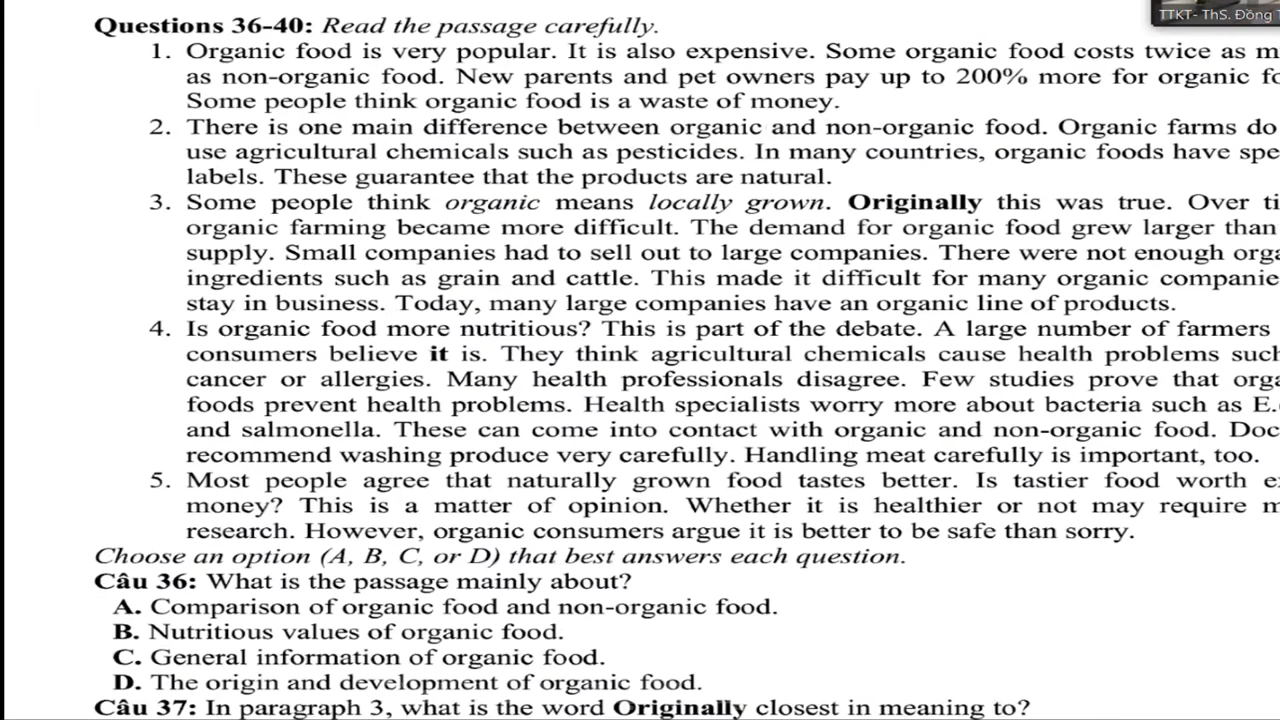 TTKT- ThS. Đồng
Questions 36-40: Read the passage carefully.
1. Organic food is very popular. It is also expensive. Some organic food costs twice as
as non-organic food. New parents and pet owners pay up to 200% more for organic
Some people think organic food is a waste of money.
2. There is one main difference between organic and non-organic food. Organic farms do
use agricultural chemicals such as pesticides. In many countries, organic foods have
labels. These guarantee that the products are natural.
3. Some people think organic means locally grown. Originally this was true. Over
organic farming became more difficult. The demand for organic food grew larger than
supply. Small companies had to sell out to large companies. There were not enough
ingredients such as grain and cattle. This made it difficult for many organic
stay in business. Today, many large companies have an organic line of products.
4. Is organic food more nutritious? This is part of the debate. A large number of farmers
consumers believe it is. They think agricultural chemicals cause health problems
cancer or allergies. Many health professionals disagree. Few studies prove that
foods prevent health problems. Health specialists worry more about bacteria such as
and salmonella. These can come into contact with organic and non-organic food.
recommend washing produce very carefully. Handling meat carefully is important, too.
5. Most people agree that naturally grown food tastes better. Is tastier food worth
money? This is a matter of opinion. Whether it is healthier or not may require
research. However, organic consumers argue it is better to be safe than sorry.
Choose an option (A, B, C, or D) that best answers each question.
Câu 36: What is the passage mainly about?
A. Comparison of organic food and non-organic food.
B. Nutritious values of organic food.
C. General information of organic food.
D. The origin and development of organic food.
Câu 37: In paragraph 3, what is the word Originally closest in meaning to?